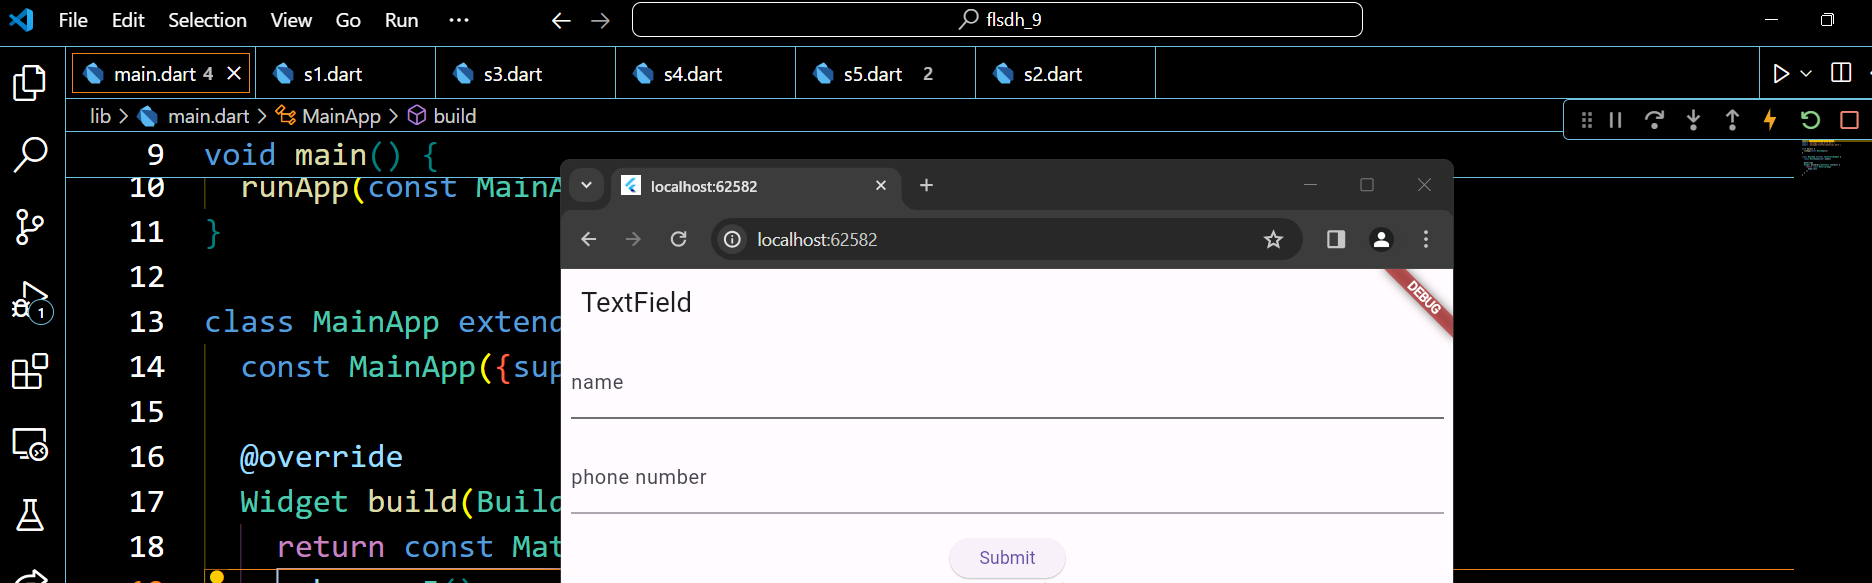 File Edit Selection View Go Run ··· flsdh_9
main.dart 4 s1.dart s3.dart s4.dart s5.dart 2 s2.dart
lib > main.dart > MainApp > build
9 void main() {
10 runApp(const MainA
11 }
12
13 class MainApp extend
14 const MainApp({sup
15
16 @override
17 Widget build(Build
18 return const Mat
1
localhost:62582
localhost:62582
DEBUG
TextField
name
phone number
Submit